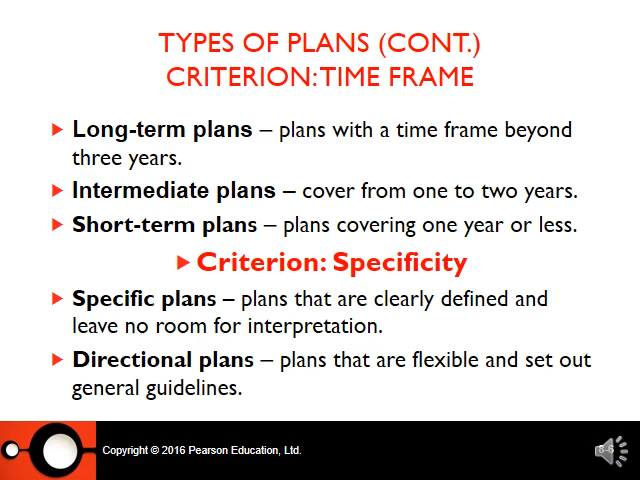 TYPES OF PLANS (CONT.)
CRITERION: TIME FRAME
Long-term plans – plans with a time frame beyond
three years.
Intermediate plans – cover from one to two years.
Short-term plans – plans covering one year or less.
Criterion: Specificity
Specific plans – plans that are clearly defined and
leave no room for interpretation.
Directional plans – plans that are flexible and set out
general guidelines.
Copyright © 2016 Pearson Education, Ltd.
8-6